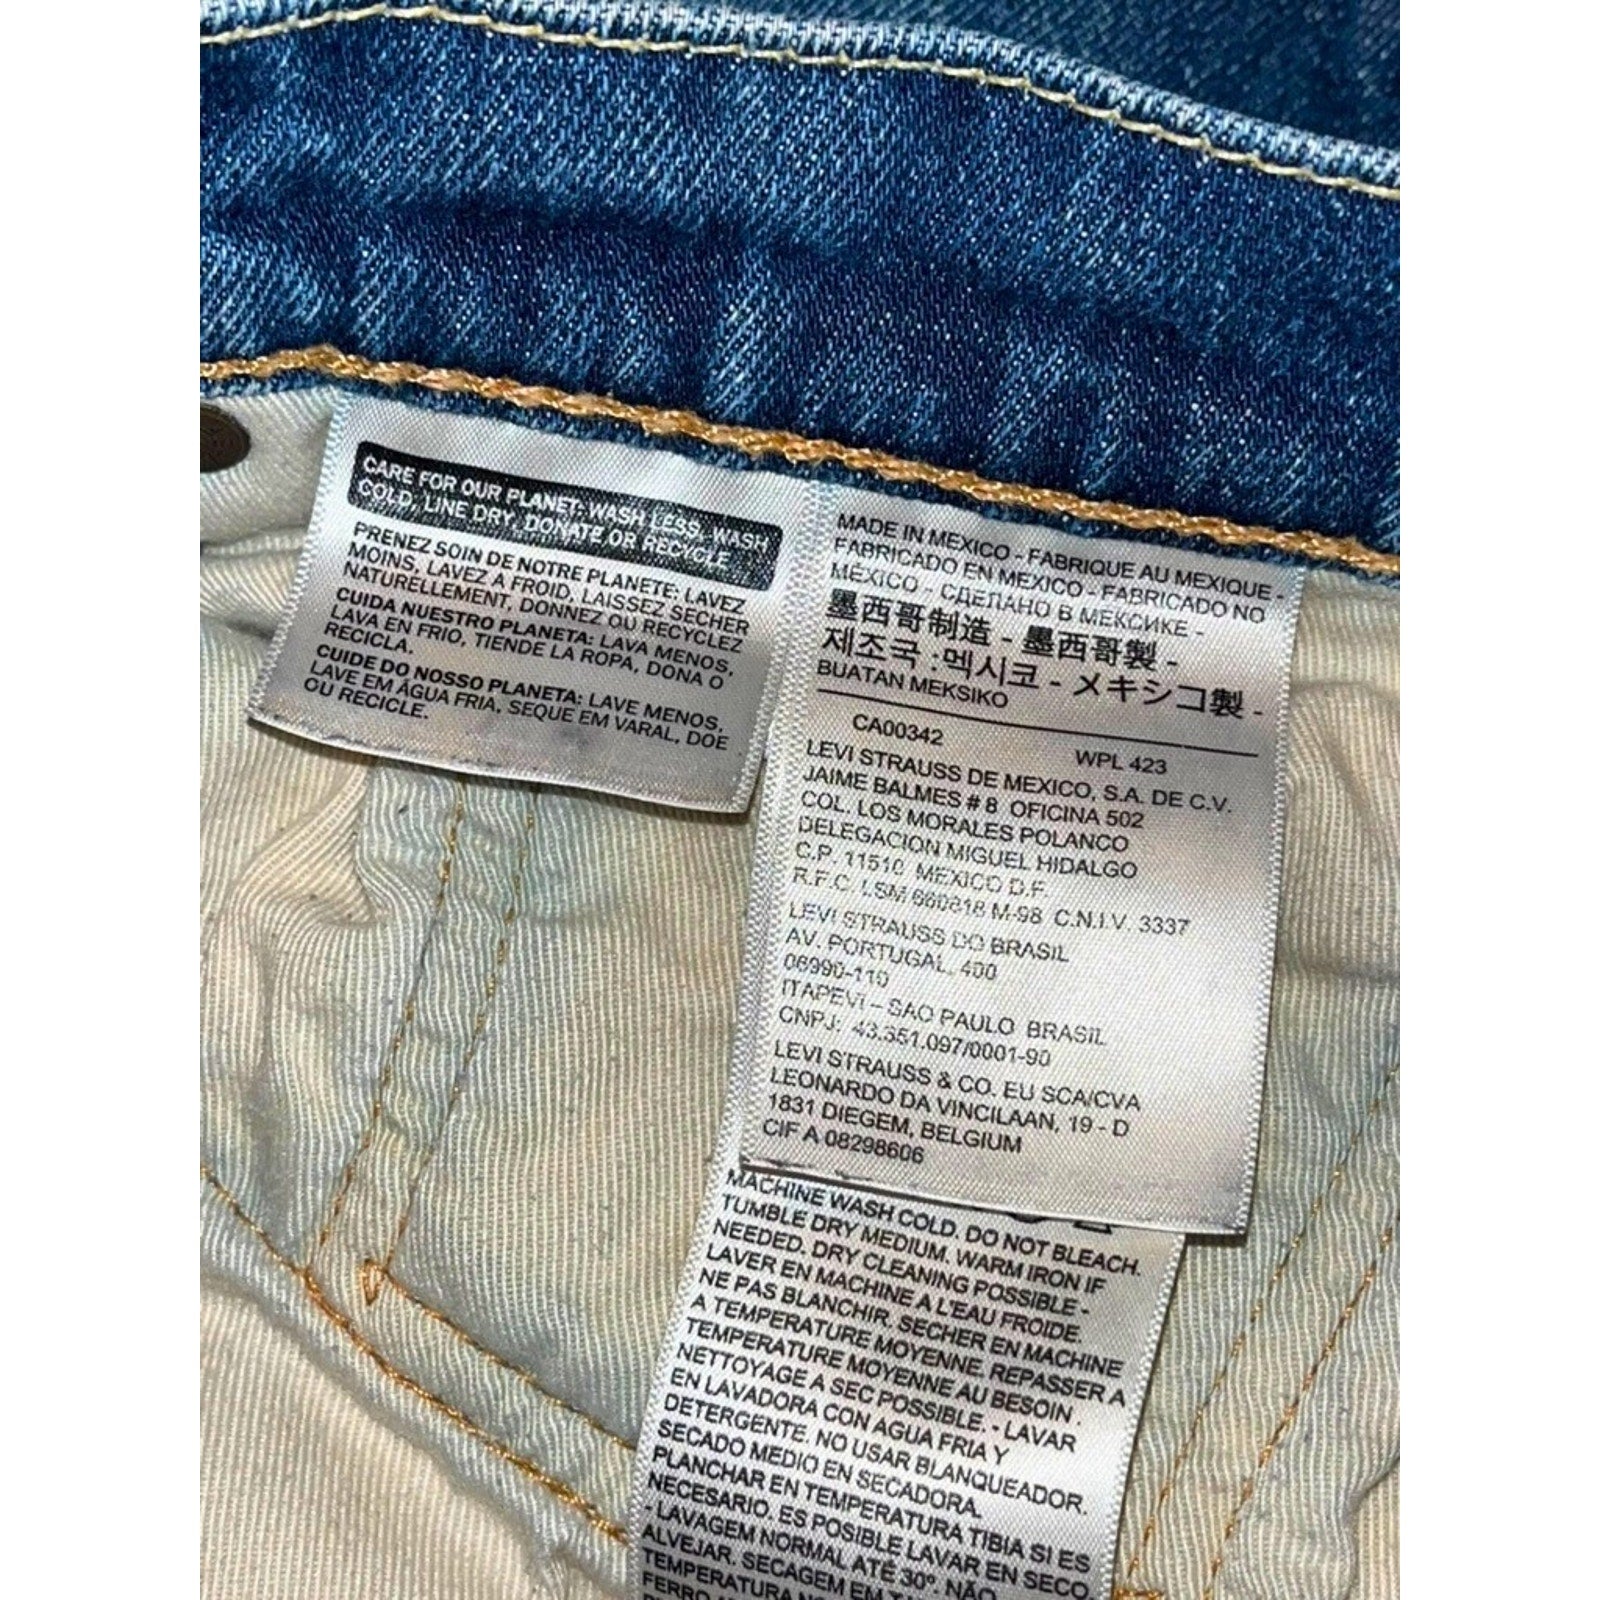 CARE FOR OUR PLANET: WASH LESS, WASH
COLD, LINE DRY, DONATE OR RECYCLE
PRENEZ SOIN DE NOTRE PLANETE: LAVEZ
MOINS, LAVEZ A FROID, LAISSEZ SECHER
NATURELLEMENT, DONNEZ OU RECYCLEZ
CUIDA NUESTRO PLANETA: LAVA MENOS,
LAVA EN FRIO, TIENDE LA ROPA, DONA O
RECICLA.
CUIDE DO NOSSO PLANETA: LAVE MENOS,
LAVE EM ÁGUA FRIA, SEQUE EM VARAL, DOE
OU RECICLE.
MADE IN MEXICO - FABRIQUE AU MEXIQUE -
FABRICADO EN MEXICO - FABRICADO NO
MÉXICO - СДЕЛАНО В МЕКСИКЕ -
墨西哥制造 - 墨西哥製 -
제조국 :멕시코 - メキシコ製 -
BUATAN MEKSIKO
CA00342 WPL 423
LEVI STRAUSS DE MEXICO, S.A. DE C.V.
JAIME BALMES # 8 OFICINA 502
COL. LOS MORALES POLANCO
DELEGACION MIGUEL HIDALGO
C.P. 11510 MEXICO D.F.
R.F.C. LSM 660618 M-98 C.N.I.V. 3337
LEVI STRAUSS DO BRASIL
AV. PORTUGAL, 400
06990-110
ITAPEVI – SAO PAULO BRASIL
CNPJ: 43.351.097/0001-90
LEVI STRAUSS & CO. EU SCA/CVA
LEONARDO DA VINCILAAN, 19 - D
1831 DIEGEM, BELGIUM
CIF A 08298606
MACHINE WASH COLD. DO NOT BLEACH.
TUMBLE DRY MEDIUM. WARM IRON IF
NEEDED. DRY CLEANING POSSIBLE -
LAVER EN MACHINE A L'EAU FROIDE.
NE PAS BLANCHIR. SECHER EN MACHINE
A TEMPERATURE MOYENNE. REPASSER A
TEMPERATURE MOYENNE AU BESOIN.
NETTOYAGE A SEC POSSIBLE. - LAVAR
EN LAVADORA CON AGUA FRIA Y
DETERGENTE. NO USAR BLANQUEADOR.
SECADO MEDIO EN SECADORA.
PLANCHAR EN TEMPERATURA TIBIA SI ES
NECESARIO. ES POSIBLE LAVAR EN SECO.
- LAVAGEM NORMAL ATÉ 30º. NÃO
ALVEJAR. SECAGEM EM
TEMPERATURA
FERRO